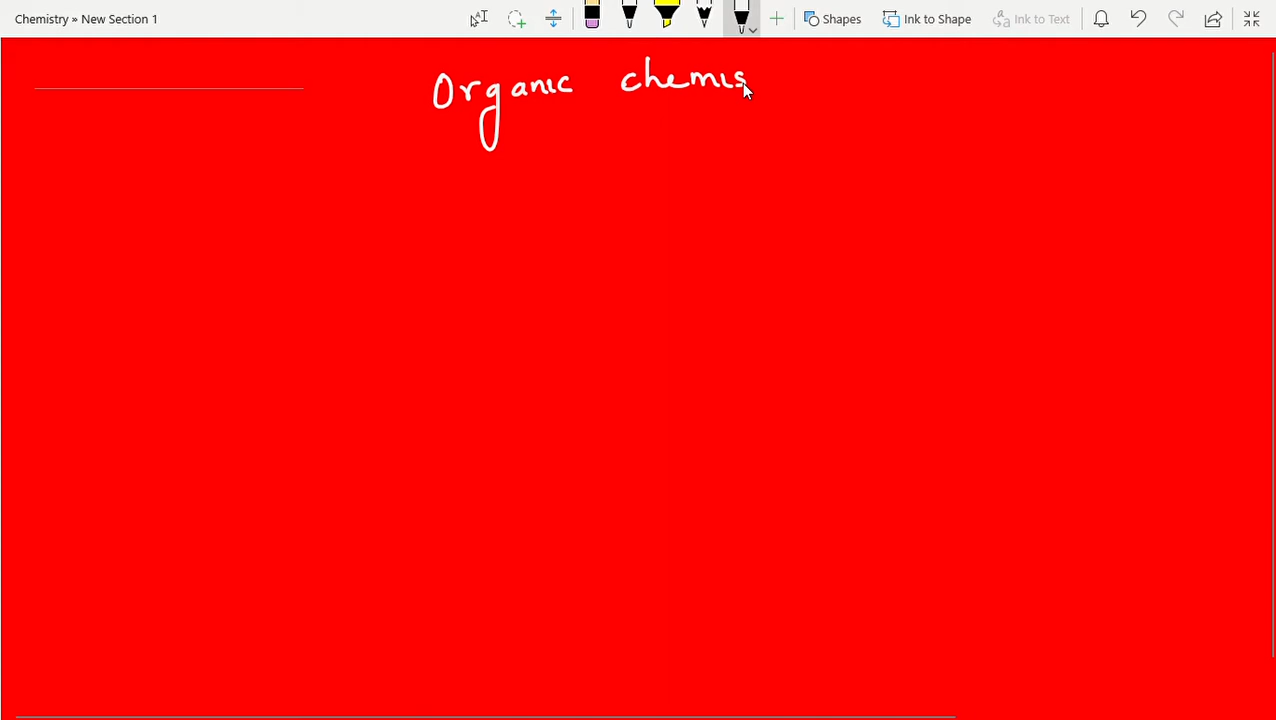 Chemistry » New Section 1
Shapes
Ink to Shape
Ink to Text
Organic chemis